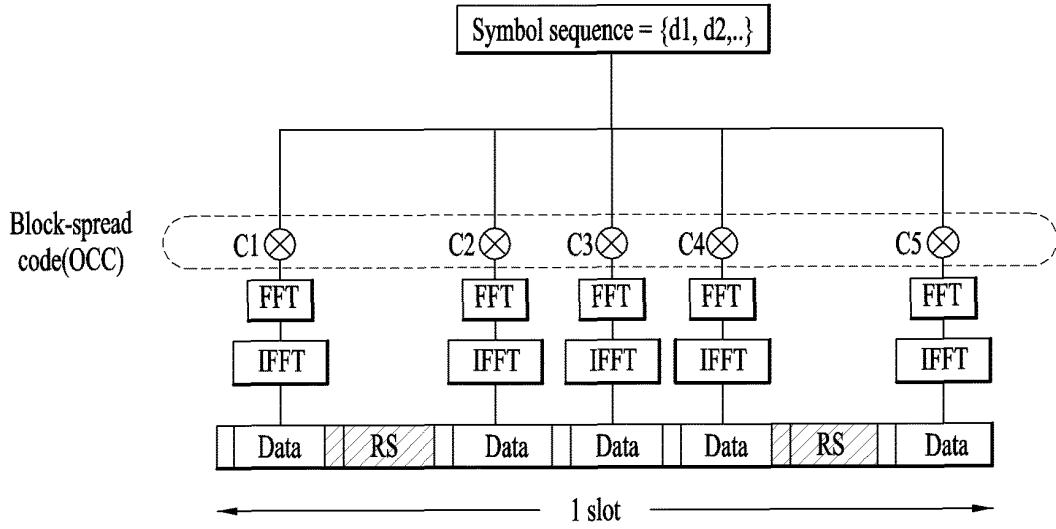 Symbol sequence = {d1, d2,..}
Block-spread
code(OCC)
C1
C2
C3
C4
C5
FFT
FFT
FFT
FFT
FFT
IFFT
IFFT
IFFT
IFFT
IFFT
Data
RS
Data
Data
Data
RS
Data
1 slot